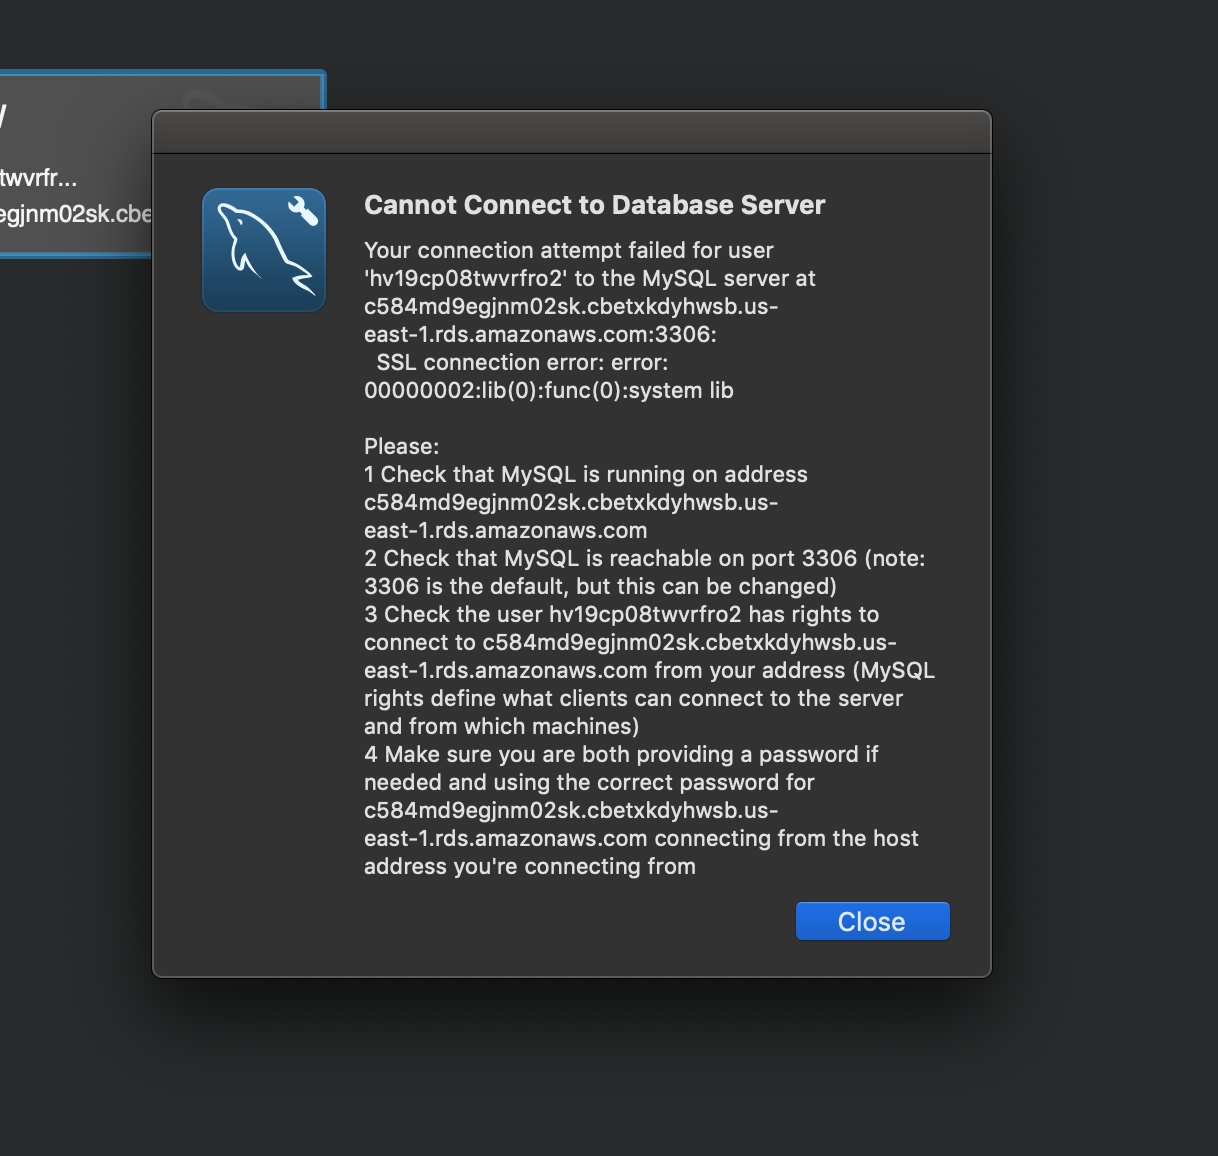 twvrfr...
egjnm02sk.cbe
Cannot Connect to Database Server
Your connection attempt failed for user
'hv19cp08twvrfro2' to the MySQL server at
c584md9egjnm02sk.cbetxkdyhwsb.us-
east-1.rds.amazonaws.com:3306:
SSL connection error: error:
00000002:lib(0):func(0):system lib
Please:
1 Check that MySQL is running on address
c584md9egjnm02sk.cbetxkdyhwsb.us-
east-1.rds.amazonaws.com
2 Check that MySQL is reachable on port 3306 (note:
3306 is the default, but this can be changed)
3 Check the user hv19cp08twvrfro2 has rights to
connect to c584md9egjnm02sk.cbetxkdyhwsb.us-
east-1.rds.amazonaws.com from your address (MySQL
rights define what clients can connect to the server
and from which machines)
4 Make sure you are both providing a password if
needed and using the correct password for
c584md9egjnm02sk.cbetxkdyhwsb.us-
east-1.rds.amazonaws.com connecting from the host
address you're connecting from
Close